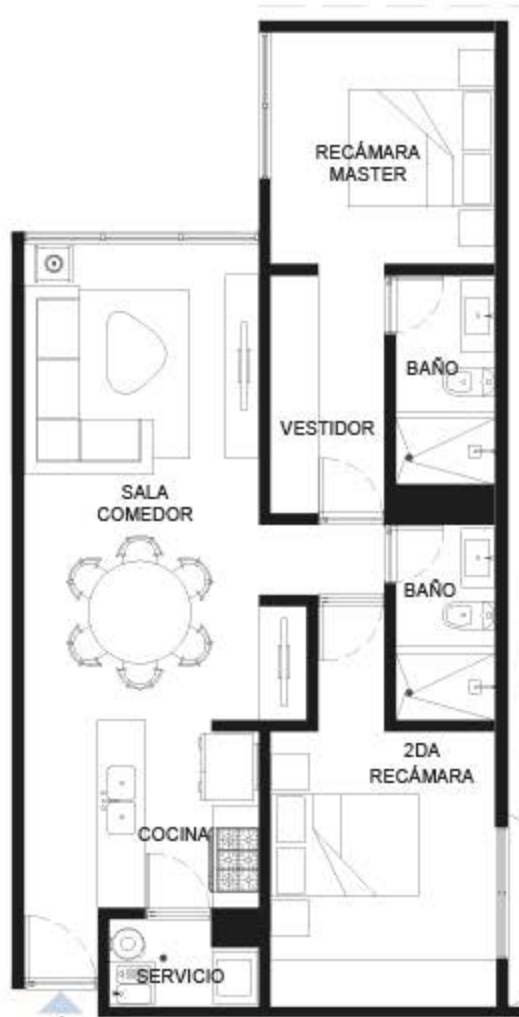 RECÁMARA
MASTER
BAÑO
VESTIDOR
SALA
COMEDOR
BAÑO
2DA
RECÁMARA
COCINA
SERVICIO